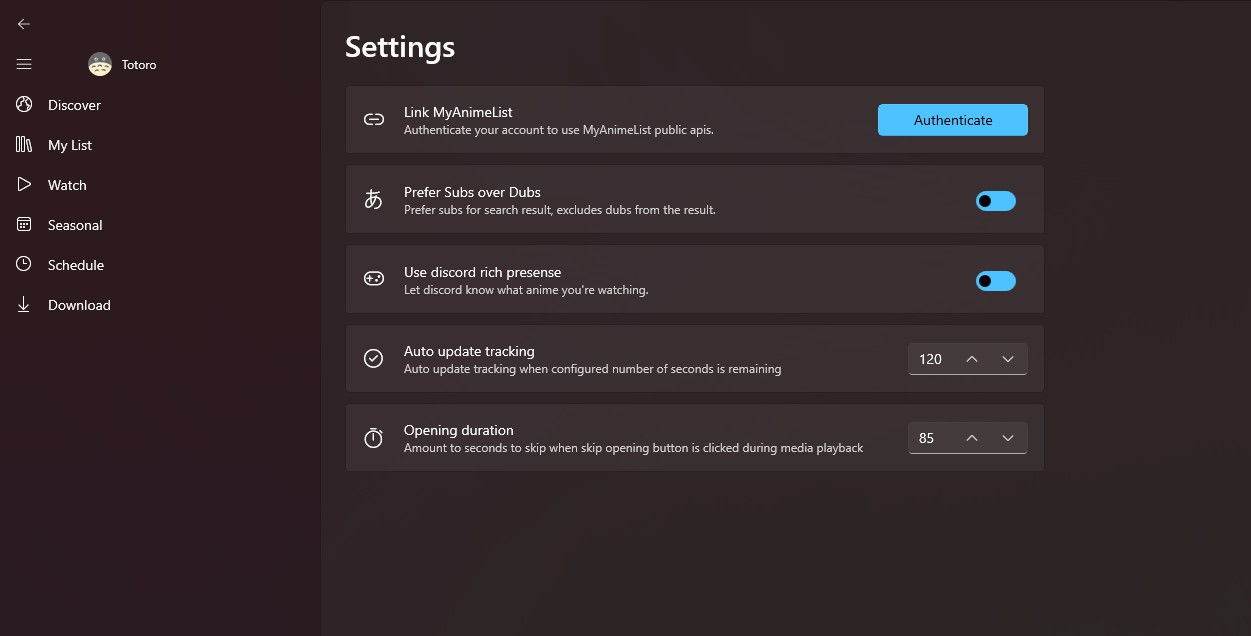 Totoro
Discover
My List
Watch
Seasonal
Schedule
Download
Settings
Link MyAnimeList
Authenticate your account to use MyAnimeList public apis.
Authenticate
あ
Prefer Subs over Dubs
Prefer subs for search result, excludes dubs from the result.
Use discord rich presense
Let discord know what anime you're watching.
Auto update tracking
Auto update tracking when configured number of seconds is remaining
120
Opening duration
Amount to seconds to skip when skip opening button is clicked during media playback
85